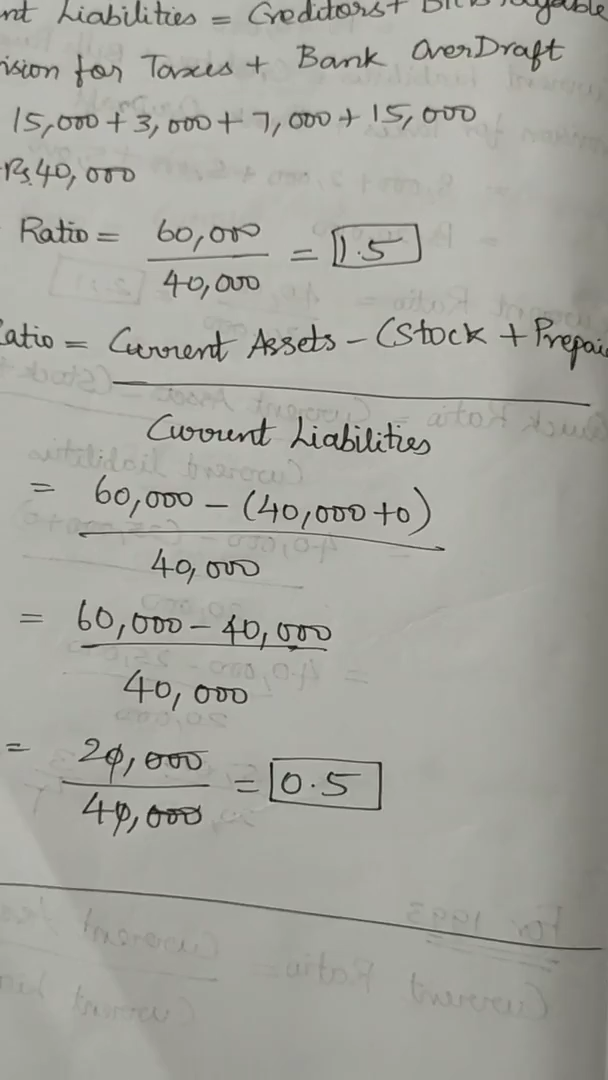 nt Liabilities = Creditors + Bills Payable
ision for Taxes + Bank OverDraft
15,000 + 3,000 + 7,000 + 15,000
Rs. 40,000
Ratio = 60,000 / 40,000 = 1.5
Ratio = Current Assets - (Stock + Prepai
Current Liabilities
= 60,000 - (40,000 + 0)
40,000
= 60,000 - 40,000
40,000
= 20,000 / 40,000 = 0.5